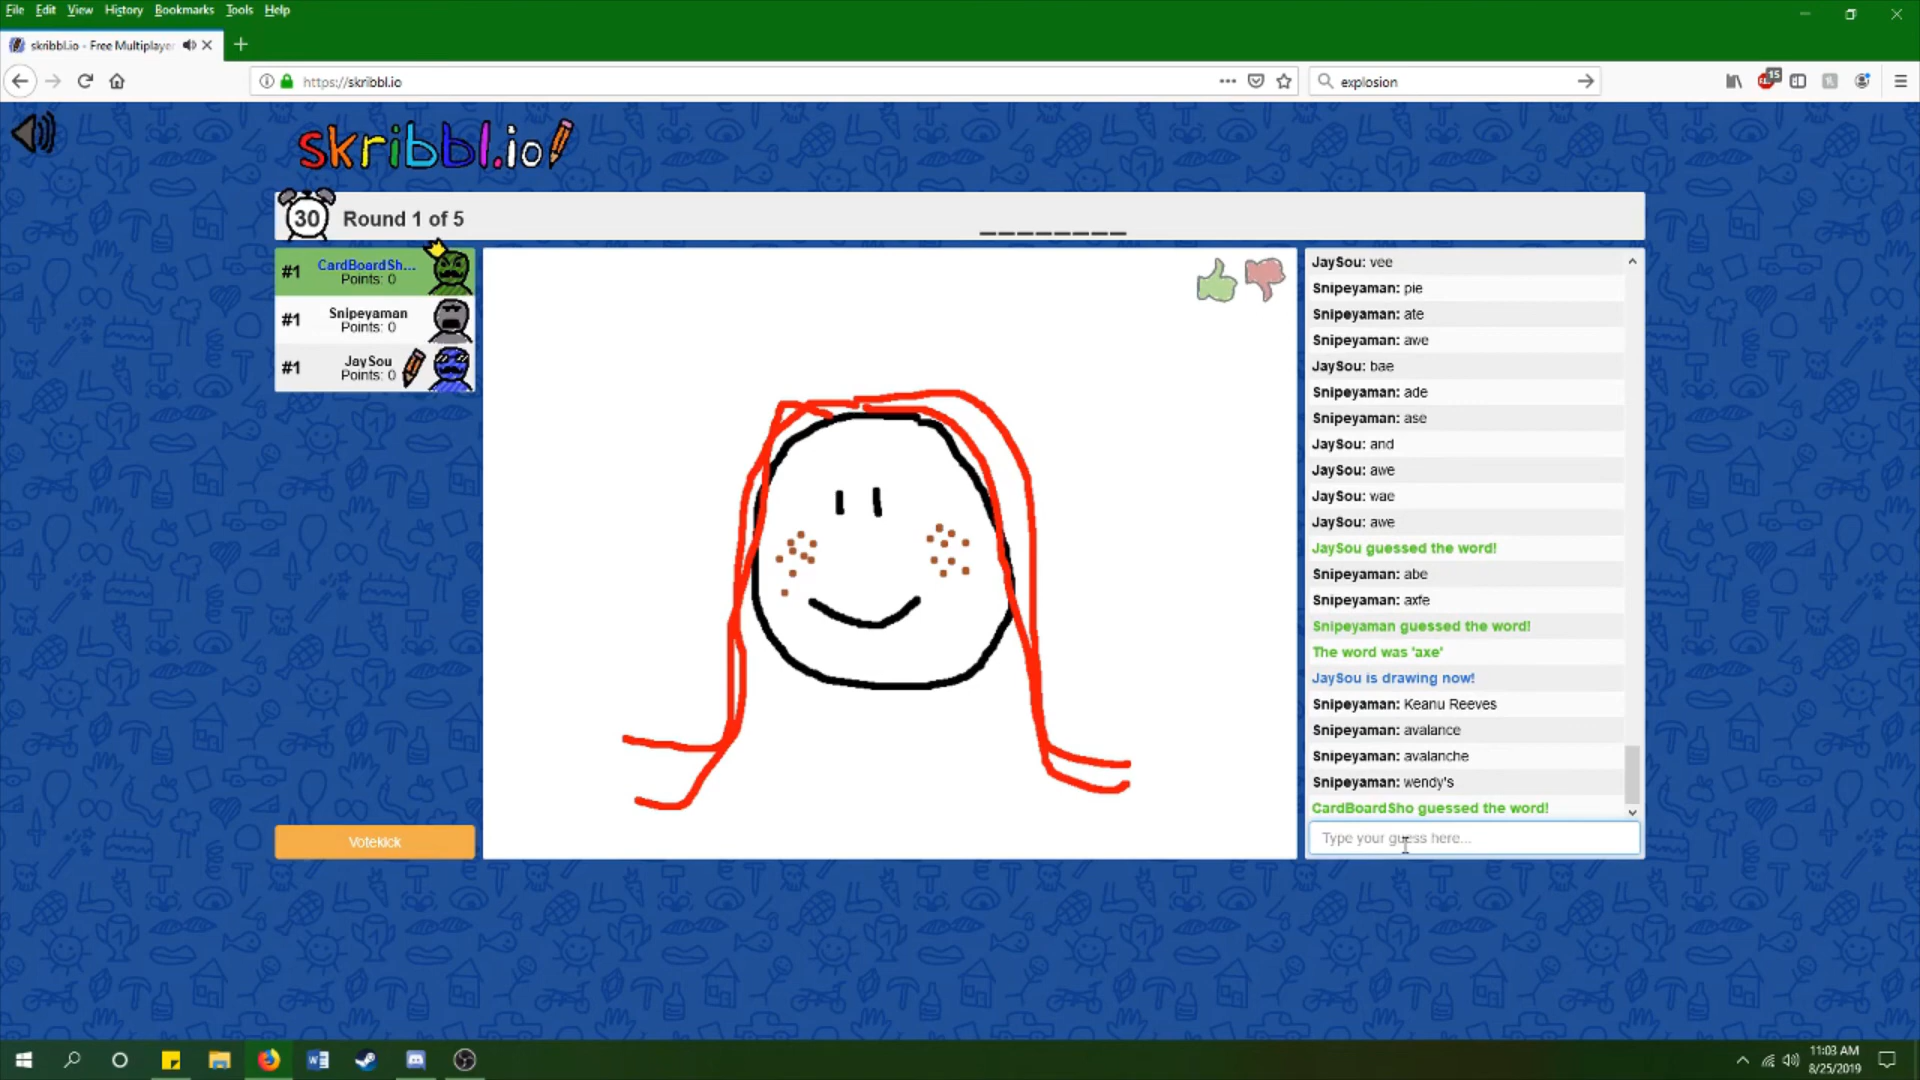 File Edit View History Bookmarks Tools Help
skribbl.io - Free Multiplayer
https://skribbl.io
explosion
15
skribbl.io
30 Round 1 of 5
________
#1 CardBoardSh...
Points: 0
#1 Snipeyaman
Points: 0
#1 JaySou
Points: 0
Votekick
JaySou: vee
Snipeyaman: pie
Snipeyaman: ate
Snipeyaman: awe
JaySou: bae
Snipeyaman: ade
Snipeyaman: ase
JaySou: and
JaySou: awe
JaySou: wae
JaySou: awe
JaySou guessed the word!
Snipeyaman: abe
Snipeyaman: axfe
Snipeyaman guessed the word!
The word was 'axe'
JaySou is drawing now!
Snipeyaman: Keanu Reeves
Snipeyaman: avalance
Snipeyaman: avalanche
Snipeyaman: wendy's
CardBoardSho guessed the word!
Type your guess here...
11:03 AM
8/25/2019